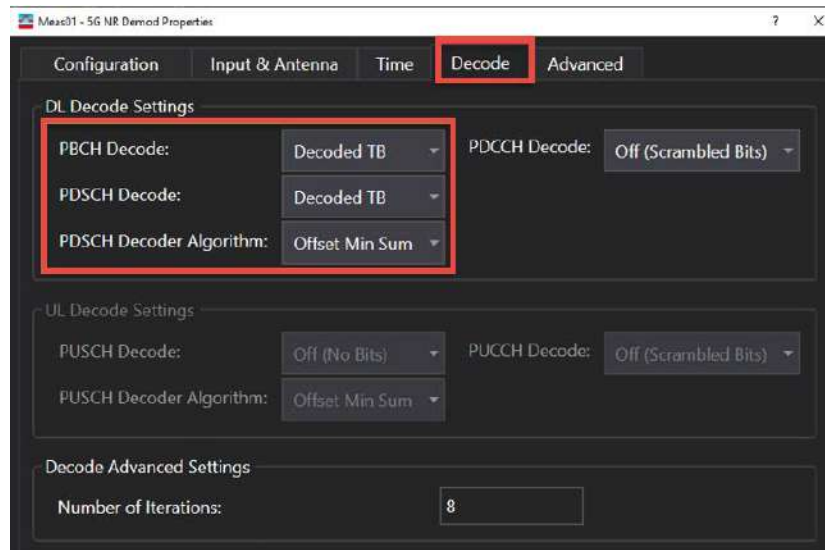 Meas01 - 5G NR Demod Properties ? X
Configuration Input & Antenna Time Decode Advanced
DL Decode Settings
PBCH Decode: Decoded TB PDCCH Decode: Off (Scrambled Bits)
PDSCH Decode: Decoded TB
PDSCH Decoder Algorithm: Offset Min Sum
UL Decode Settings
PUSCH Decode: Off (No Bits) PUCCH Decode: Off (Scrambled Bits)
PUSCH Decoder Algorithm: Offset Min Sum
Decode Advanced Settings
Number of Iterations: 8